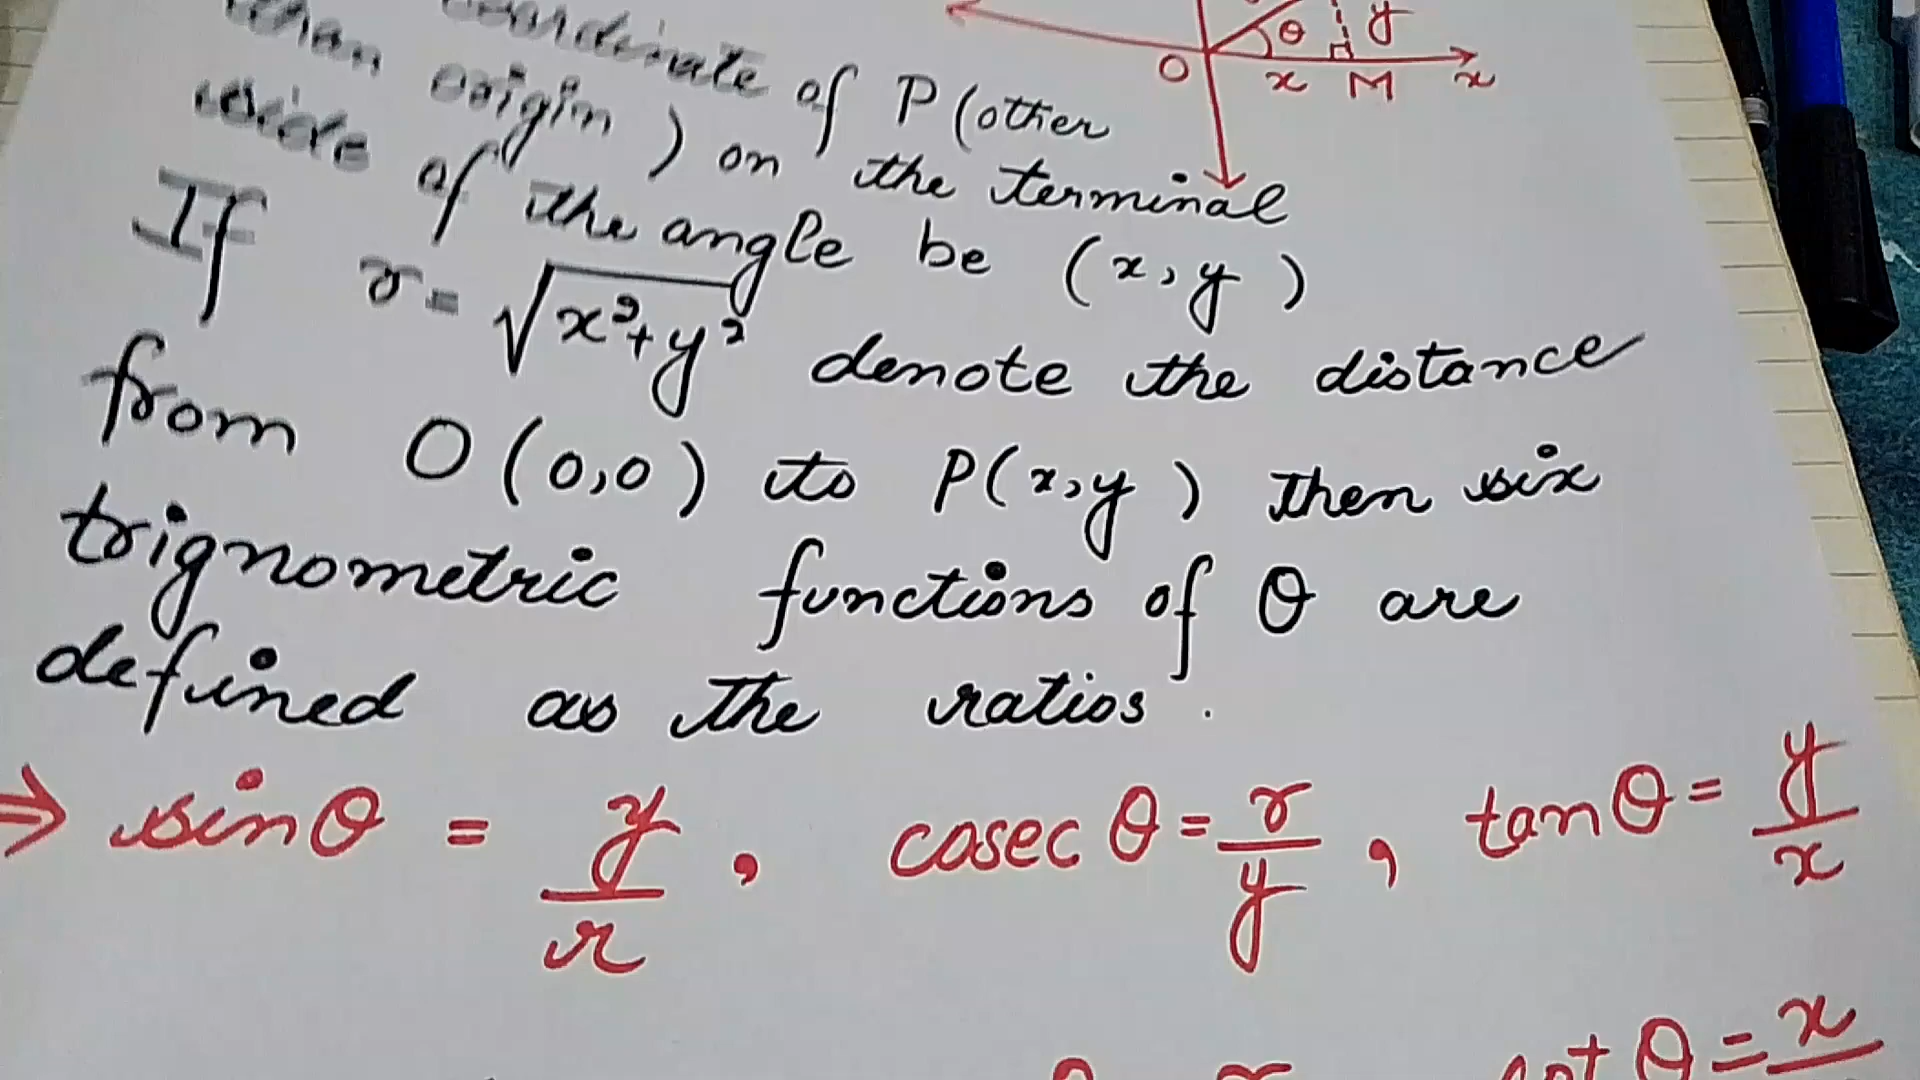 θ y
O x M x
coordinate of P (other
than origin) on the terminal
side of the angle be (x, y)
If r = √x²+y² denote the distance
from O (0,0) to P(x,y) then six
trignometric functions of θ are
defined as the ratios.
⇒ sin θ = y/r , cosec θ = r/y , tan θ = y/x
cot θ = x